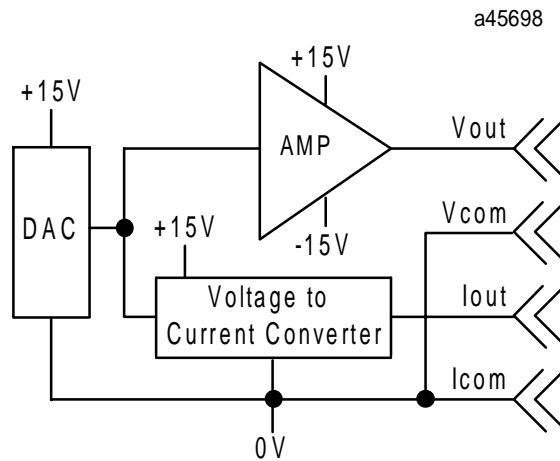 a45698
+15V
+15V
AMP
Vout
DAC
+15V
-15V
Vcom
Voltage to
Current Converter
Iout
Icom
0V